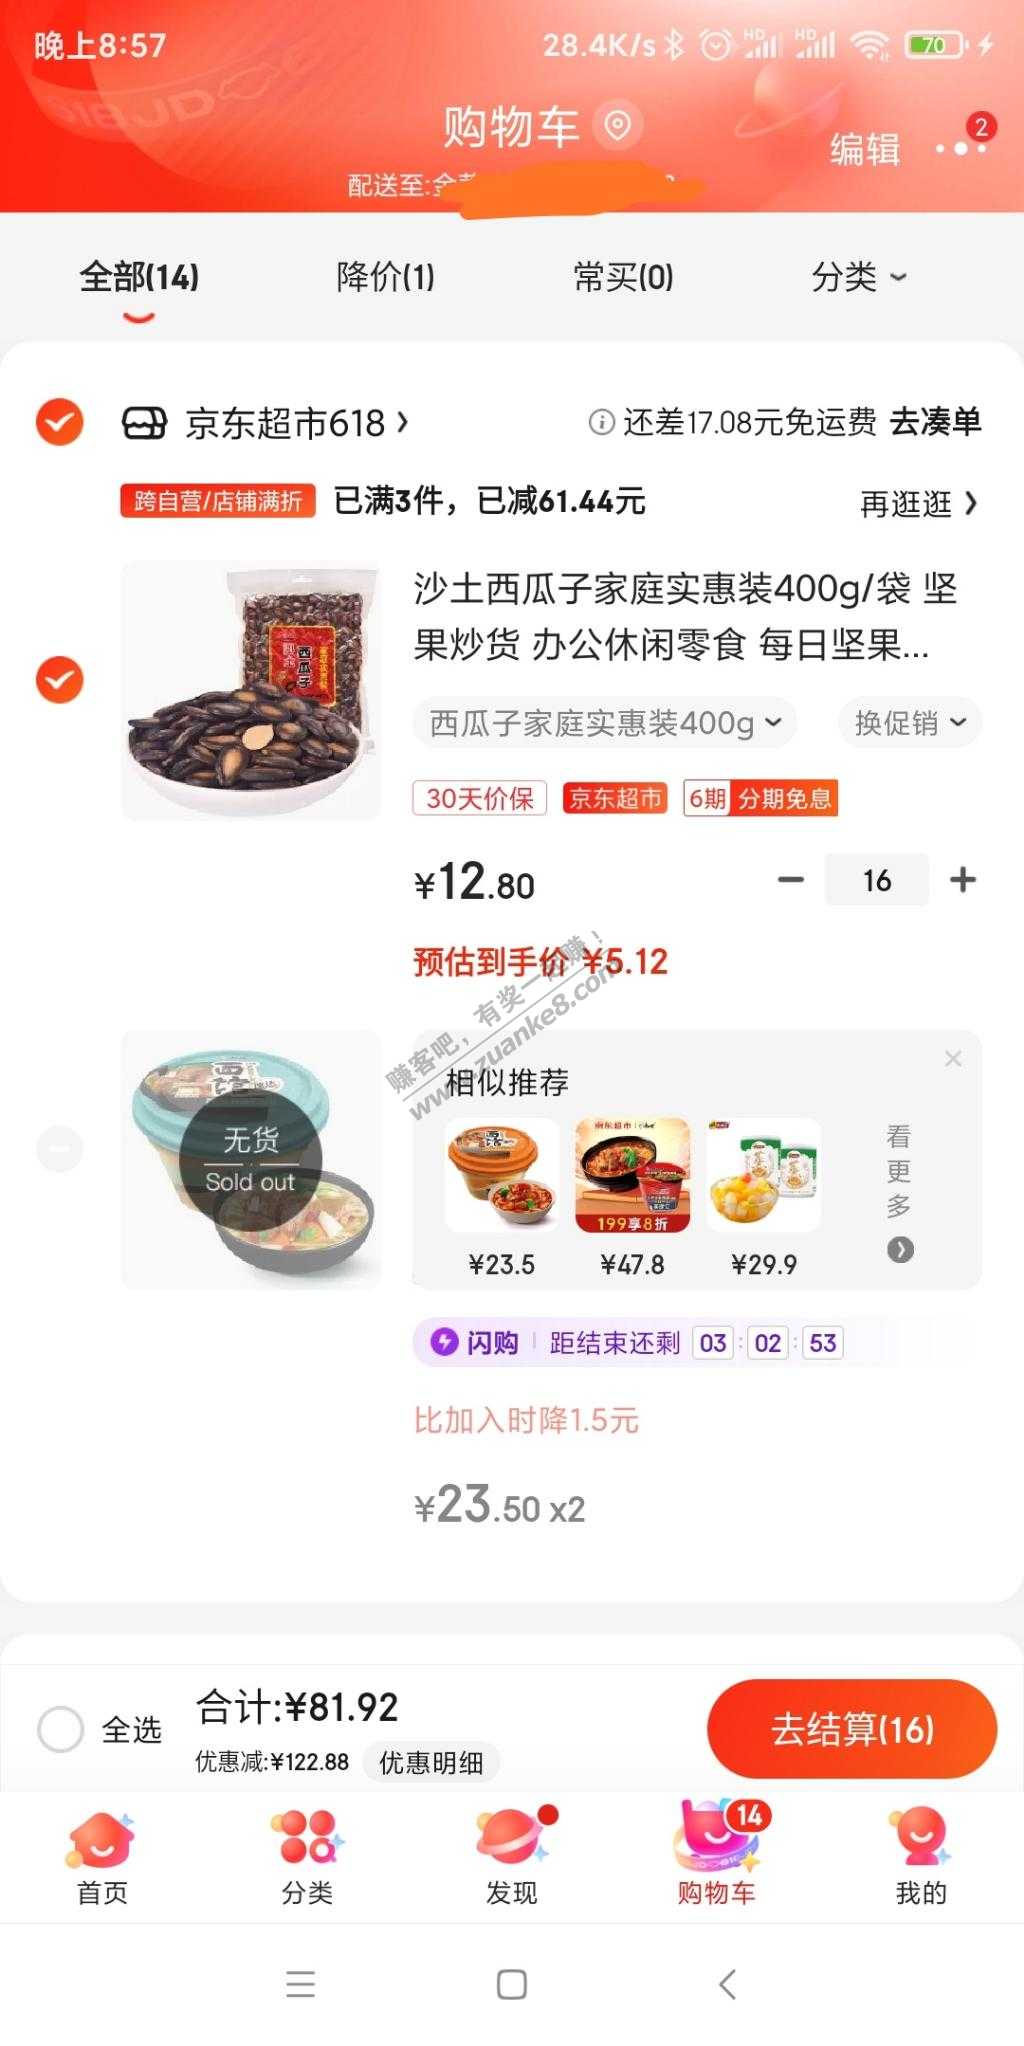 晚上8:57
28.4K/s HD HD 70
618 JD
购物车
编辑 2
配送至:金
全部(14) 降价(1) 常买(0) 分类
京东超市618 还差17.08元免运费 去凑单
跨自营/店铺满折 已满3件，已减61.44元 再逛逛
沙土西瓜子家庭实惠装400g/袋 坚
果炒货 办公休闲零食 每日坚果...
西瓜子
西瓜子家庭实惠装400g 换促销
30天价保 京东超市 6期 分期免息
¥12.80 16
预估到手价 ¥5.12
赚客吧，有奖一起赚！
www.zuanke8.com
相似推荐
无货
Sold out
199享8折
看更多
¥23.5 ¥47.8 ¥29.9
闪购 距结束还剩 03 : 02 : 53
比加入时降1.5元
¥23.50 x2
全选 合计:¥81.92
优惠减:¥122.88 优惠明细
去结算(16)
14
首页 分类 发现 购物车 我的